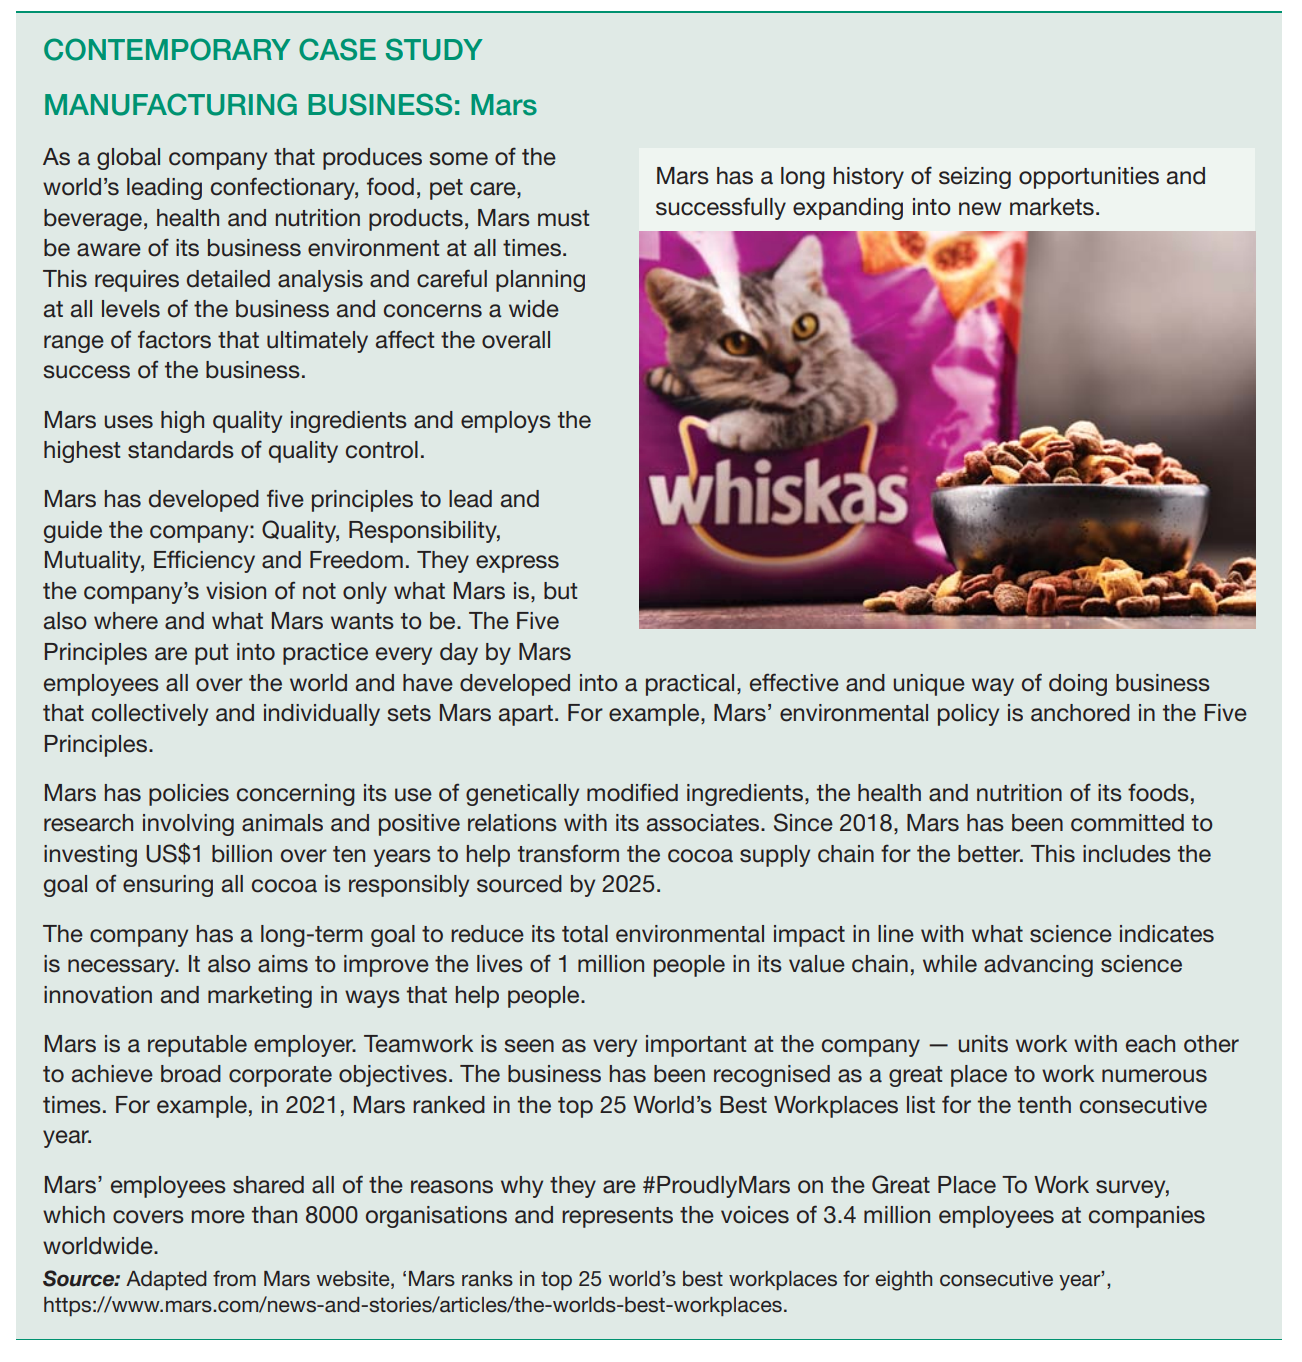 CONTEMPORARY CASE STUDY
MANUFACTURING BUSINESS: Mars
As a global company that produces some of the
world's leading confectionary, food, pet care,
beverage, health and nutrition products, Mars must
be aware of its business environment at all times.
This requires detailed analysis and careful planning
at all levels of the business and concerns a wide
range of factors that ultimately affect the overall
success of the business.
Mars uses high quality ingredients and employs the
highest standards of quality control.
Mars has developed five principles to lead and
guide the company: Quality, Responsibility,
Mutuality, Efficiency and Freedom. They express
the company's vision of not only what Mars is, but
also where and what Mars wants to be. The Five
Principles are put into practice every day by Mars
employees all over the world and have developed into a practical, effective and unique way of doing business
that collectively and individually sets Mars apart. For example, Mars' environmental policy is anchored in the Five
Principles.
Mars has a long history of seizing opportunities and
successfully expanding into new markets.
whiskas
Mars has policies concerning its use of genetically modified ingredients, the health and nutrition of its foods,
research involving animals and positive relations with its associates. Since 2018, Mars has been committed to
investing US$1 billion over ten years to help transform the cocoa supply chain for the better. This includes the
goal of ensuring all cocoa is responsibly sourced by 2025.
The company has a long-term goal to reduce its total environmental impact in line with what science indicates
is necessary. It also aims to improve the lives of 1 million people in its value chain, while advancing science
innovation and marketing in ways that help people.
Mars is a reputable employer. Teamwork is seen as very important at the company — units work with each other
to achieve broad corporate objectives. The business has been recognised as a great place to work numerous
times. For example, in 2021, Mars ranked in the top 25 World's Best Workplaces list for the tenth consecutive
year.
Mars' employees shared all of the reasons why they are #ProudlyMars on the Great Place To Work survey,
which covers more than 8000 organisations and represents the voices of 3.4 million employees at companies
worldwide.
Source: Adapted from Mars website, 'Mars ranks in top 25 world's best workplaces for eighth consecutive year',
https://www.mars.com/news-and-stories/articles/the-worlds-best-workplaces.